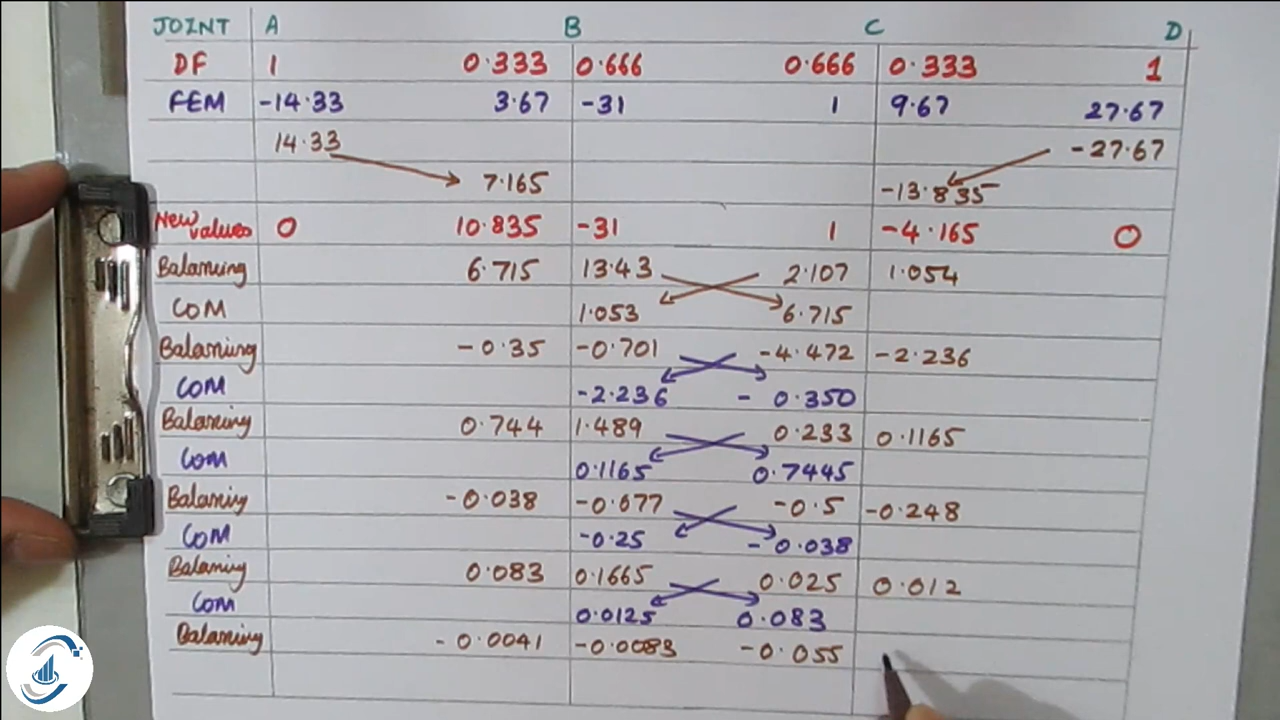 JOINT A B C D
DF 1 0.333 0.666 0.666 0.333 1
FEM -14.33 3.67 -31 1 9.67 27.67
14.33 -27.67
7.165 -13.835
New values 0 10.835 -31 1 -4.165 0
Balancing 6.715 13.43 2.107 1.054
COM 1.053 6.715
Balancing -0.35 -0.701 -4.472 -2.236
COM -2.236 -0.350
Balancing 0.744 1.489 0.233 0.1165
COM 0.1165 0.7445
Balancing -0.038 -0.077 -0.5 -0.248
COM -0.25 -0.038
Balancing 0.083 0.1665 0.025 0.012
COM 0.0125 0.083
Balancing -0.0041 -0.0083 -0.055